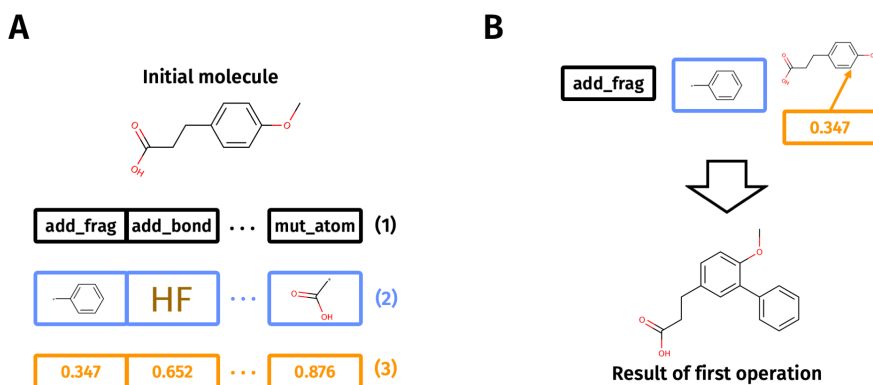 A
Initial molecule
O
OH
O
add_frag add_bond ... mut_atom (1)
HF ... O OH (2)
0.347 0.652 ... 0.876 (3)
B
add_frag
O
OH
0.347
O
O
OH
Result of first operation